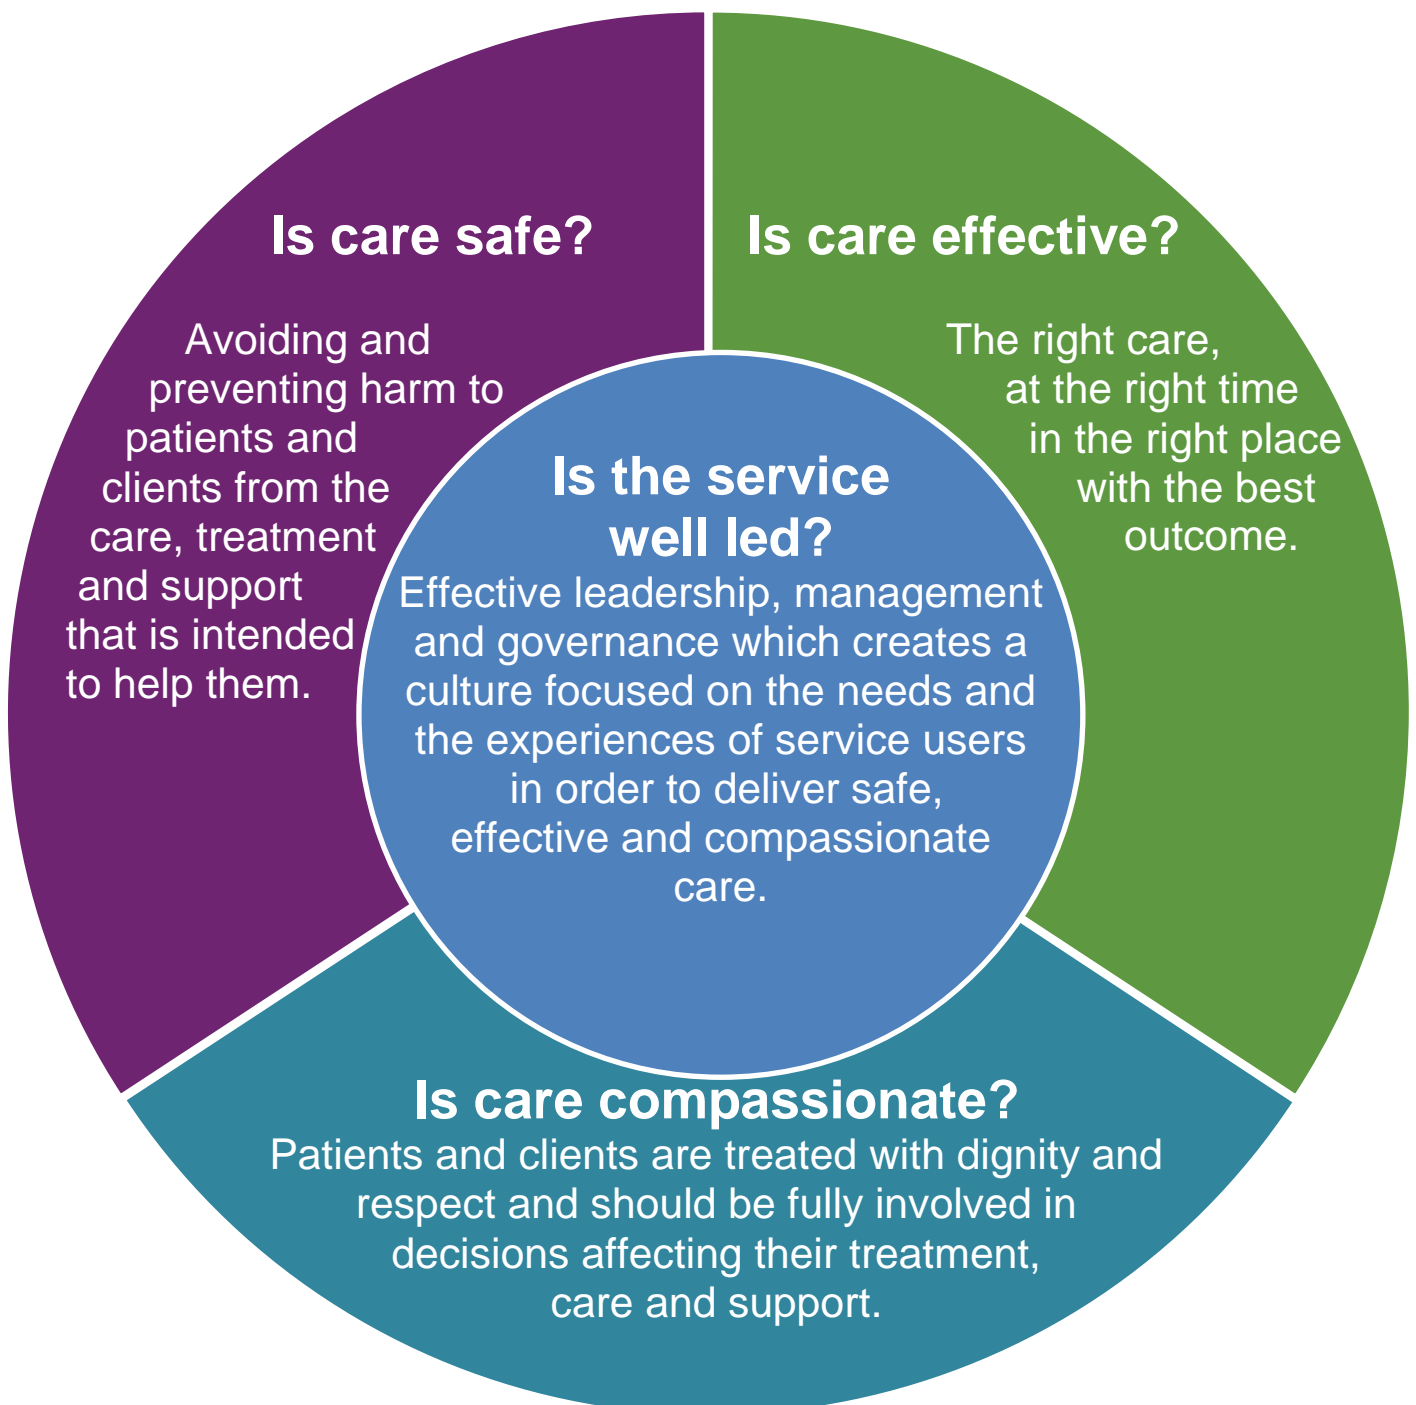 Is care safe?
Avoiding and
preventing harm to
patients and
clients from the
care, treatment
and support
that is intended
to help them.
Is care effective?
The right care,
at the right time
in the right place
with the best
outcome.
Is the service
well led?
Effective leadership, management
and governance which creates a
culture focused on the needs and
the experiences of service users
in order to deliver safe,
effective and compassionate
care.
Is care compassionate?
Patients and clients are treated with dignity and
respect and should be fully involved in
decisions affecting their treatment,
care and support.